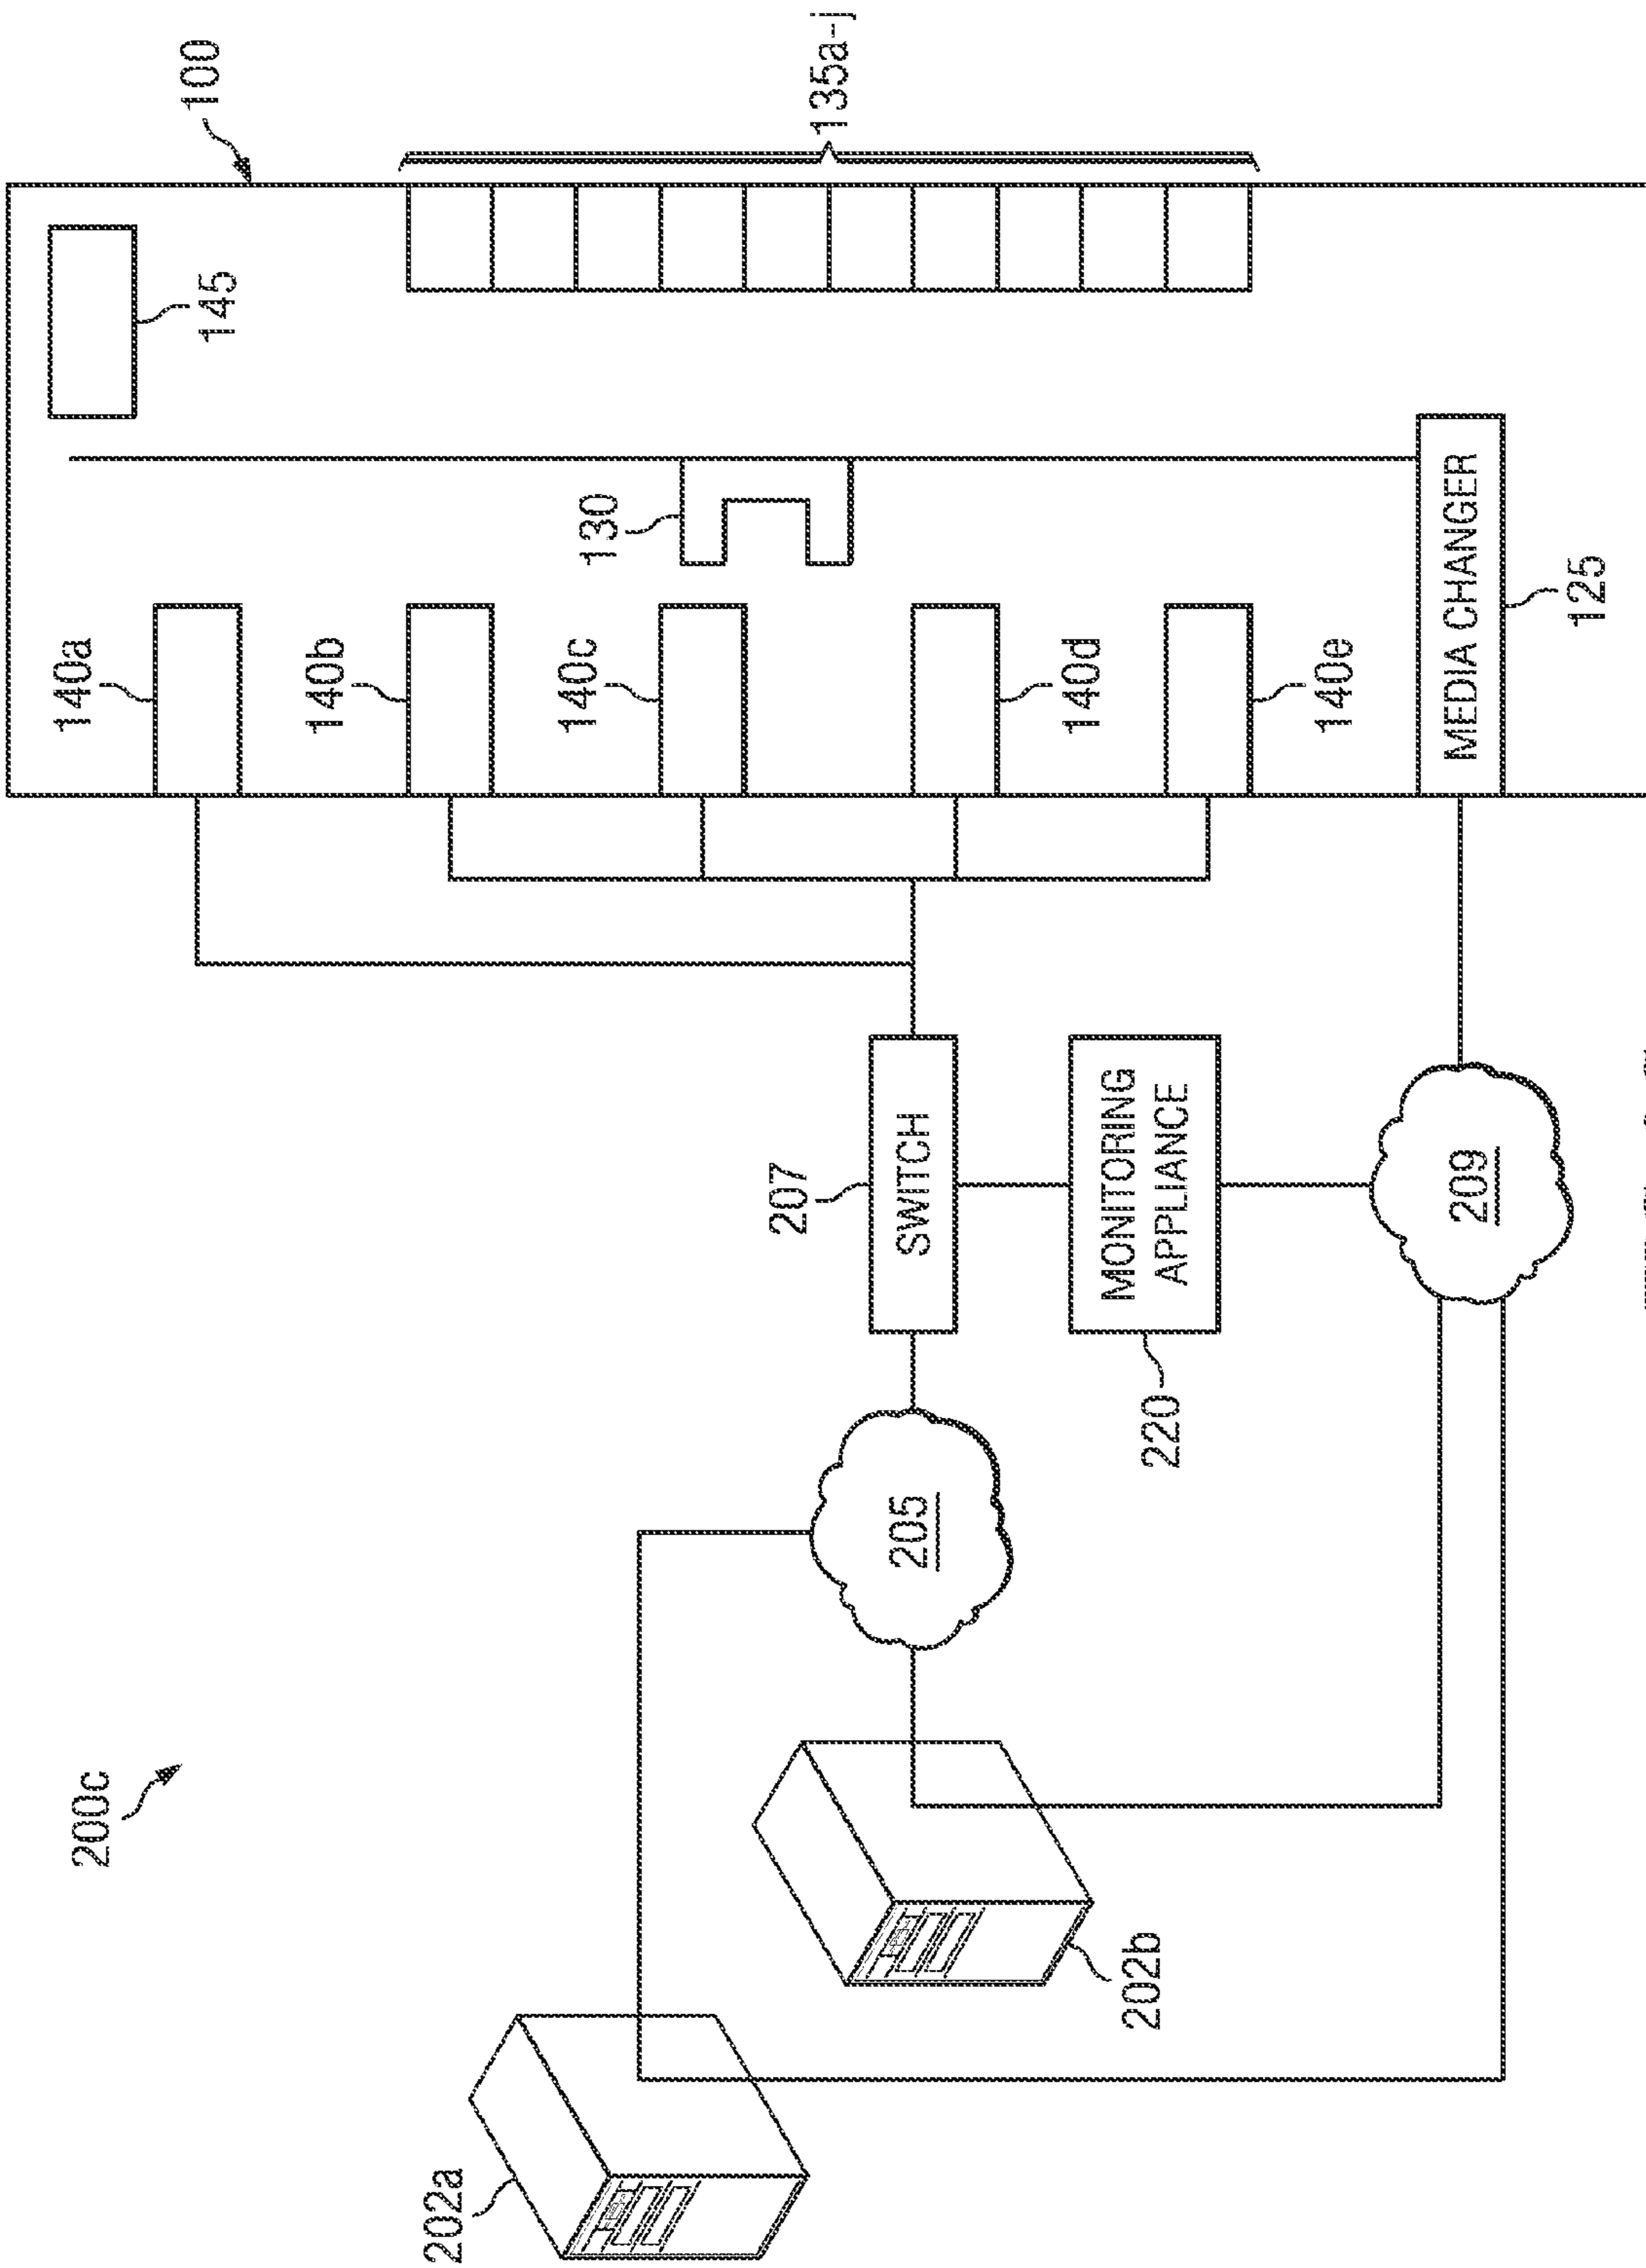 200c
100
140a
145
140b
130
140c
135a-j
140d
140e
MEDIA CHANGER
125
202a
202b
205
207
SWITCH
220
MONITORING
APPLIANCE
209